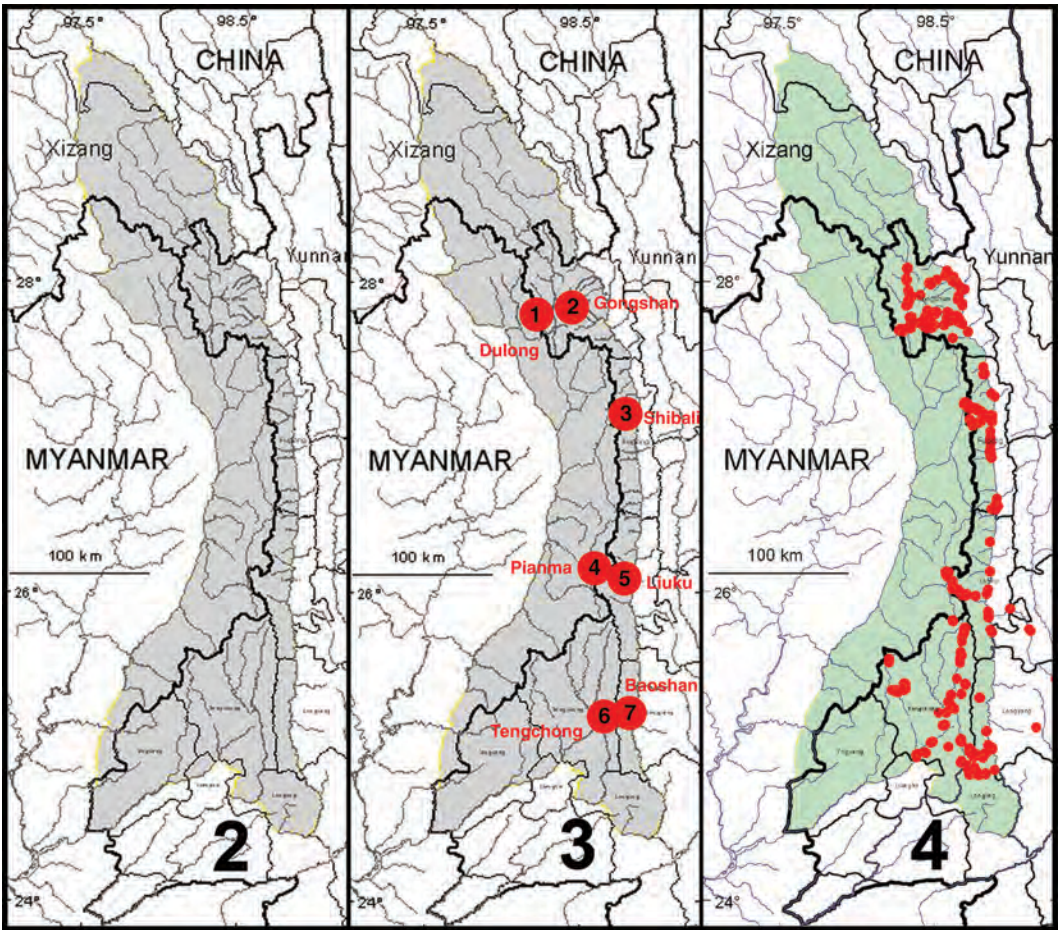 97.5° 98.5°
CHINA
Xizang
Yunnan
28°
MYANMAR
100 km
26°
24°
2
97.5° 98.5°
CHINA
Xizang
Yunnan
28°
1
2
Gongshan
Dulong
3
Shibali
MYANMAR
100 km
Pianma
4
5
Liuku
26°
Baoshan
6
7
Tengchong
24°
3
97.5° 98.5°
CHINA
Xizang
Yunnan
28°
MYANMAR
100 km
26°
Longyang
Yingjiang
24°
4